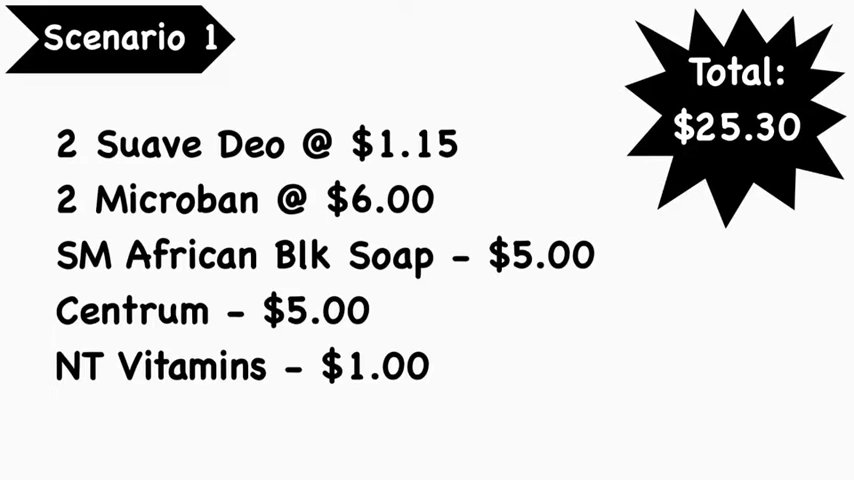 Scenario 1
Total:
$25.30
2 Suave Deo @ $1.15
2 Microban @ $6.00
SM African Blk Soap - $5.00
Centrum - $5.00
NT Vitamins - $1.00